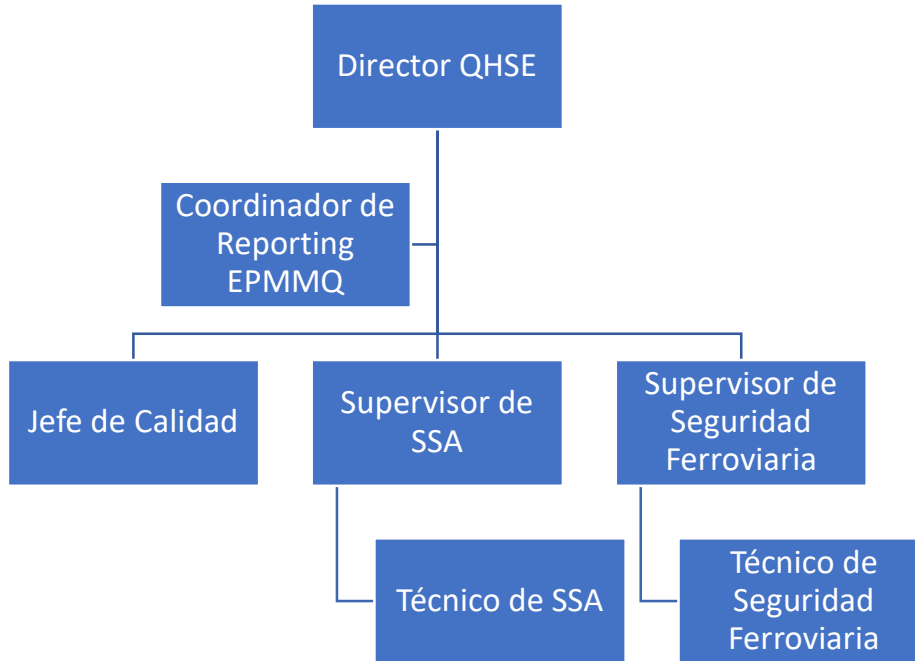 Director QHSE
Coordinador de
Reporting
EPMMQ
Jefe de Calidad
Supervisor de
SSA
Supervisor de
Seguridad
Ferroviaria
Técnico de SSA
Técnico de
Seguridad
Ferroviaria